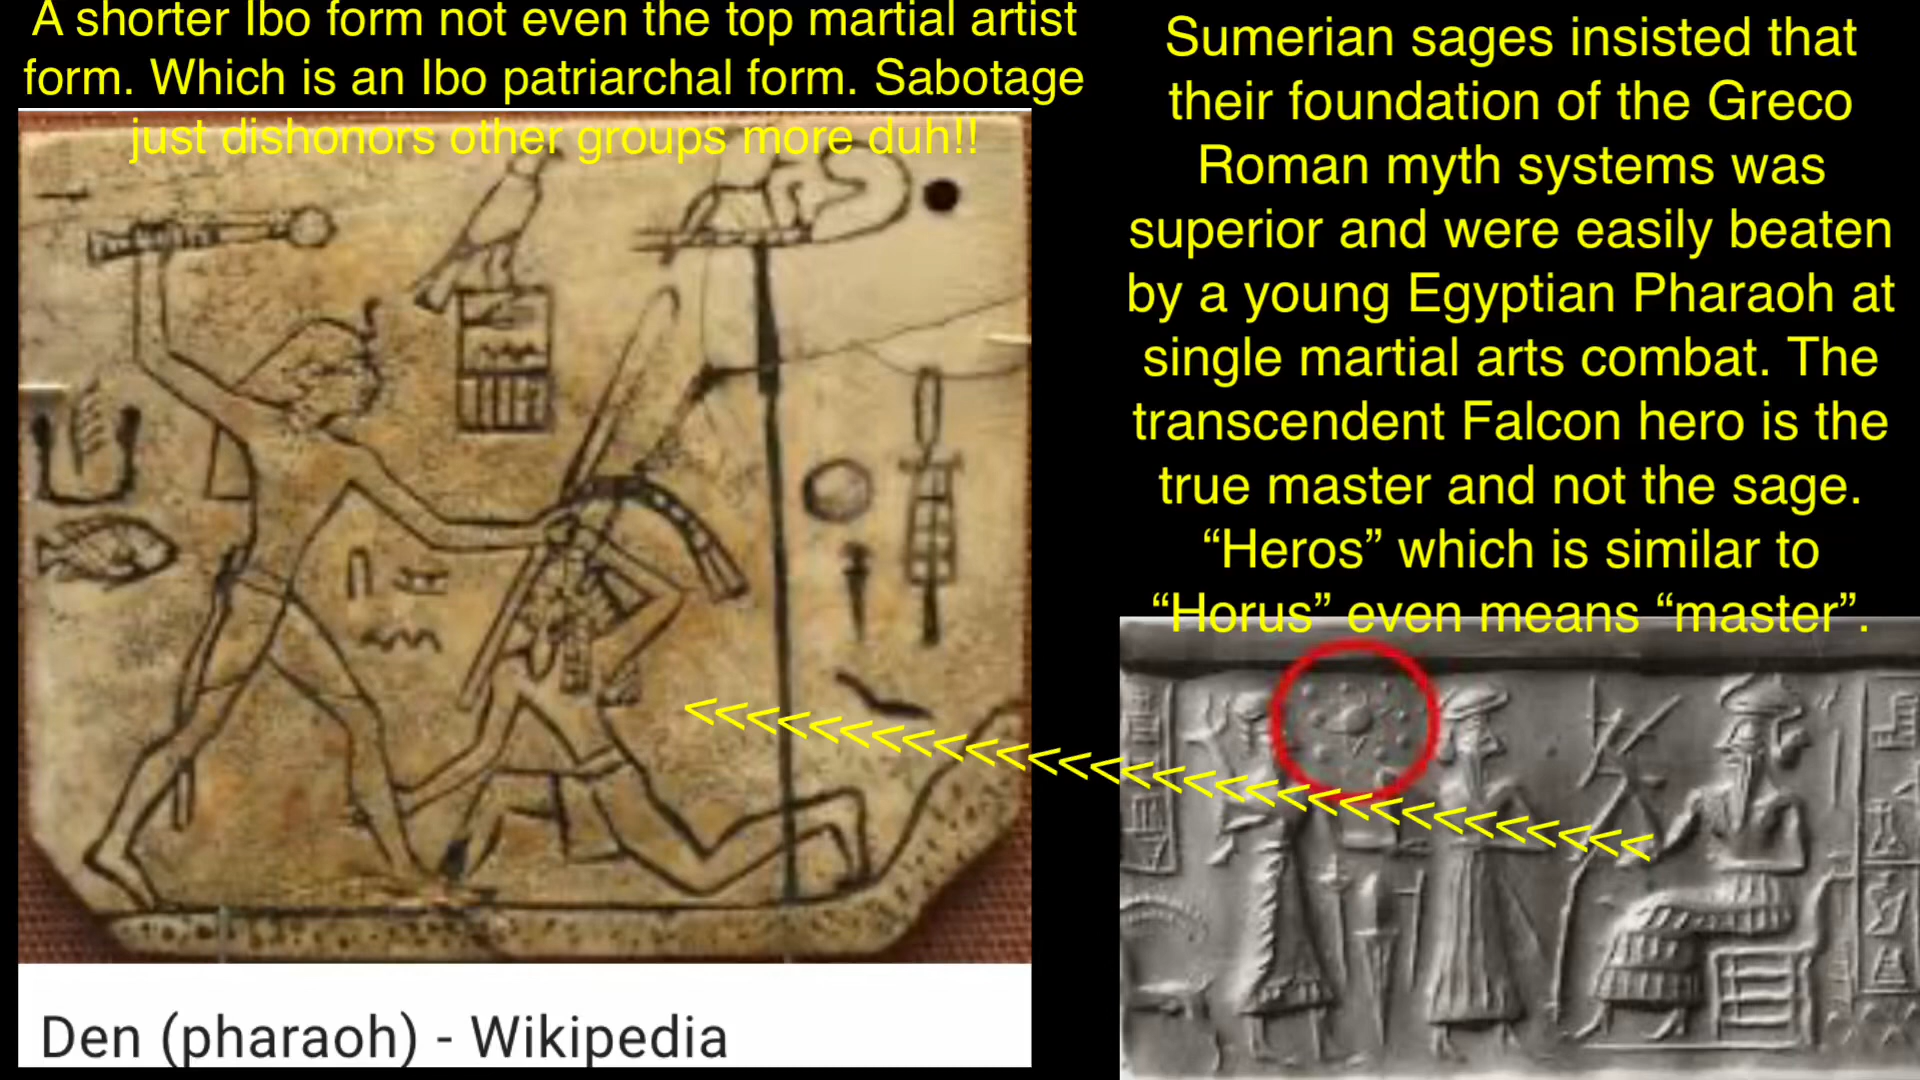 A shorter Ibo form not even the top martial artist
form. Which is an Ibo patriarchal form. Sabotage
just dishonors other groups more duh!!
Den (pharaoh) - Wikipedia
Sumerian sages insisted that
their foundation of the Greco
Roman myth systems was
superior and were easily beaten
by a young Egyptian Pharaoh at
single martial arts combat. The
transcendent Falcon hero is the
true master and not the sage.
“Heros” which is similar to
“Horus” even means “master”.
<<<<<<<<<<<<<<<<<<<<<<<<<<<<<<<